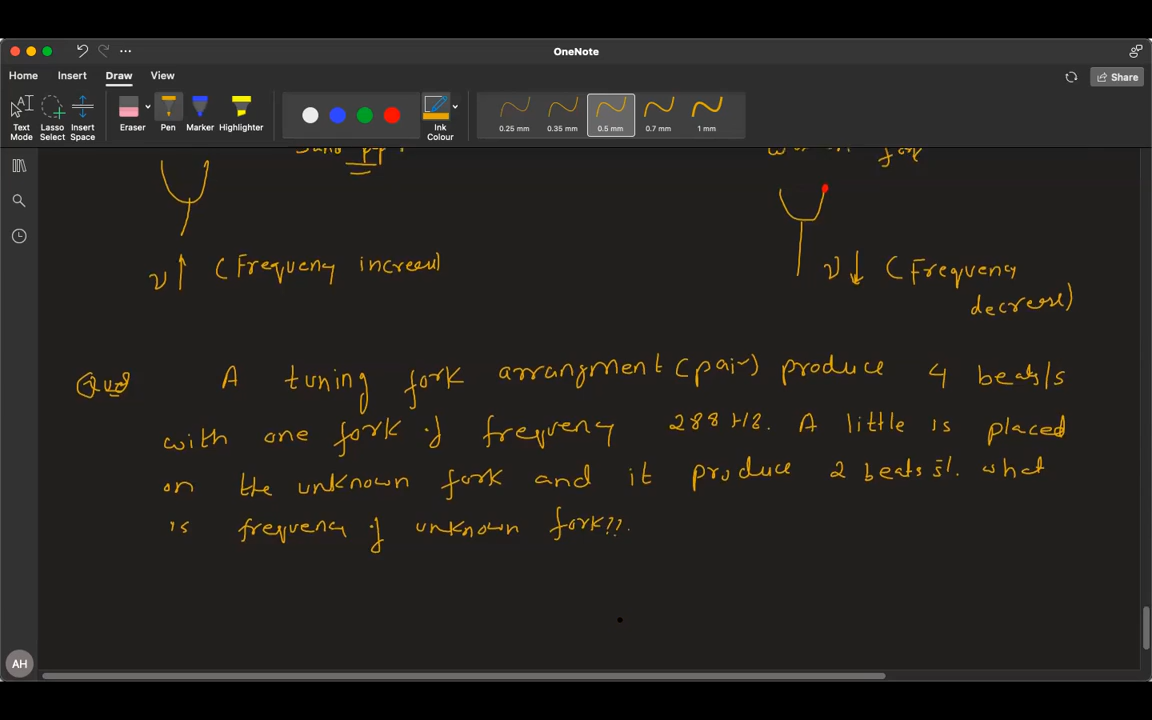 OneNote
Home Insert Draw View
Share
Text Mode
Lasso Select
Insert Space
Eraser
Pen
Marker
Highlighter
Ink Colour
0.25 mm
0.35 mm
0.5 mm
0.7 mm
1 mm
ν↑ (Frequency increase)
ν↓ (Frequency
decrease)
Ques A tuning fork arrangment (pair) produce 4 beats/s
with one fork of frequency 288 Hz. A little is placed
on the unknown fork and it produce 2 beats s⁻¹. what
is frequency of unknown fork??.
AH